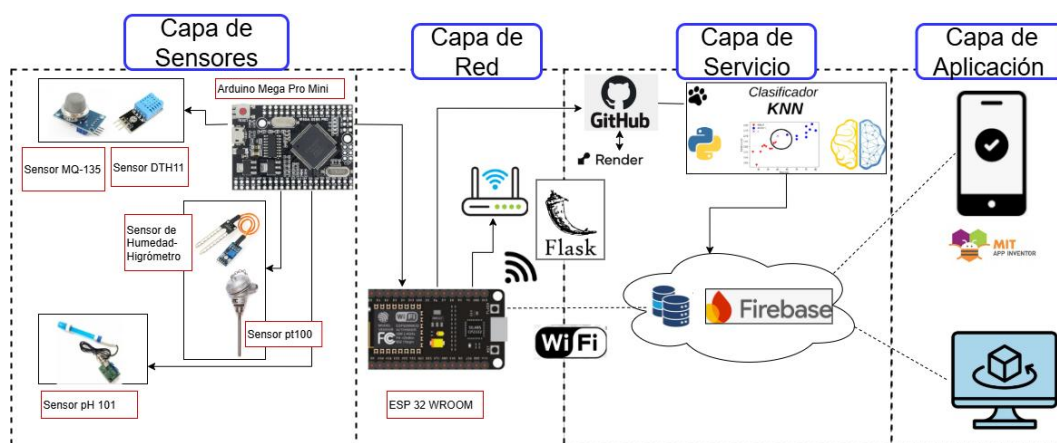 Capa de
Sensores
Capa de
Red
Capa de
Servicio
Capa de
Aplicación
Arduino Mega Pro Mini
Sensor MQ-135
Sensor DTH11
Sensor de
Humedad-
Higrómetro
Sensor pt100
Sensor pH 101
ESP 32 WROOM
Flask
WiFi
WiFi
FC
GitHub
Render
Clasificador
KNN
Firebase
MIT
APP INVENTOR